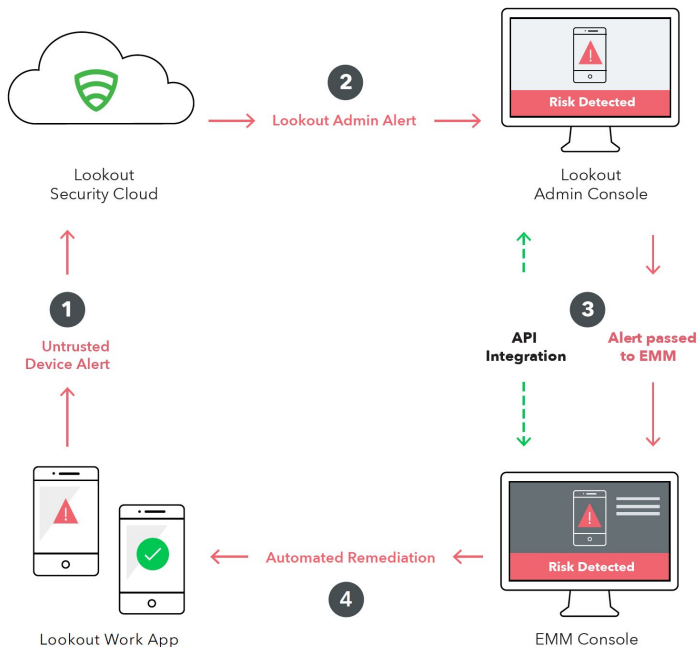 2
Lookout Admin Alert
Risk Detected
Lookout
Security Cloud
Lookout
Admin Console
1
Untrusted
Device Alert
3
API
Integration
Alert passed
to EMM
Automated Remediation
4
Risk Detected
Lookout Work App
EMM Console